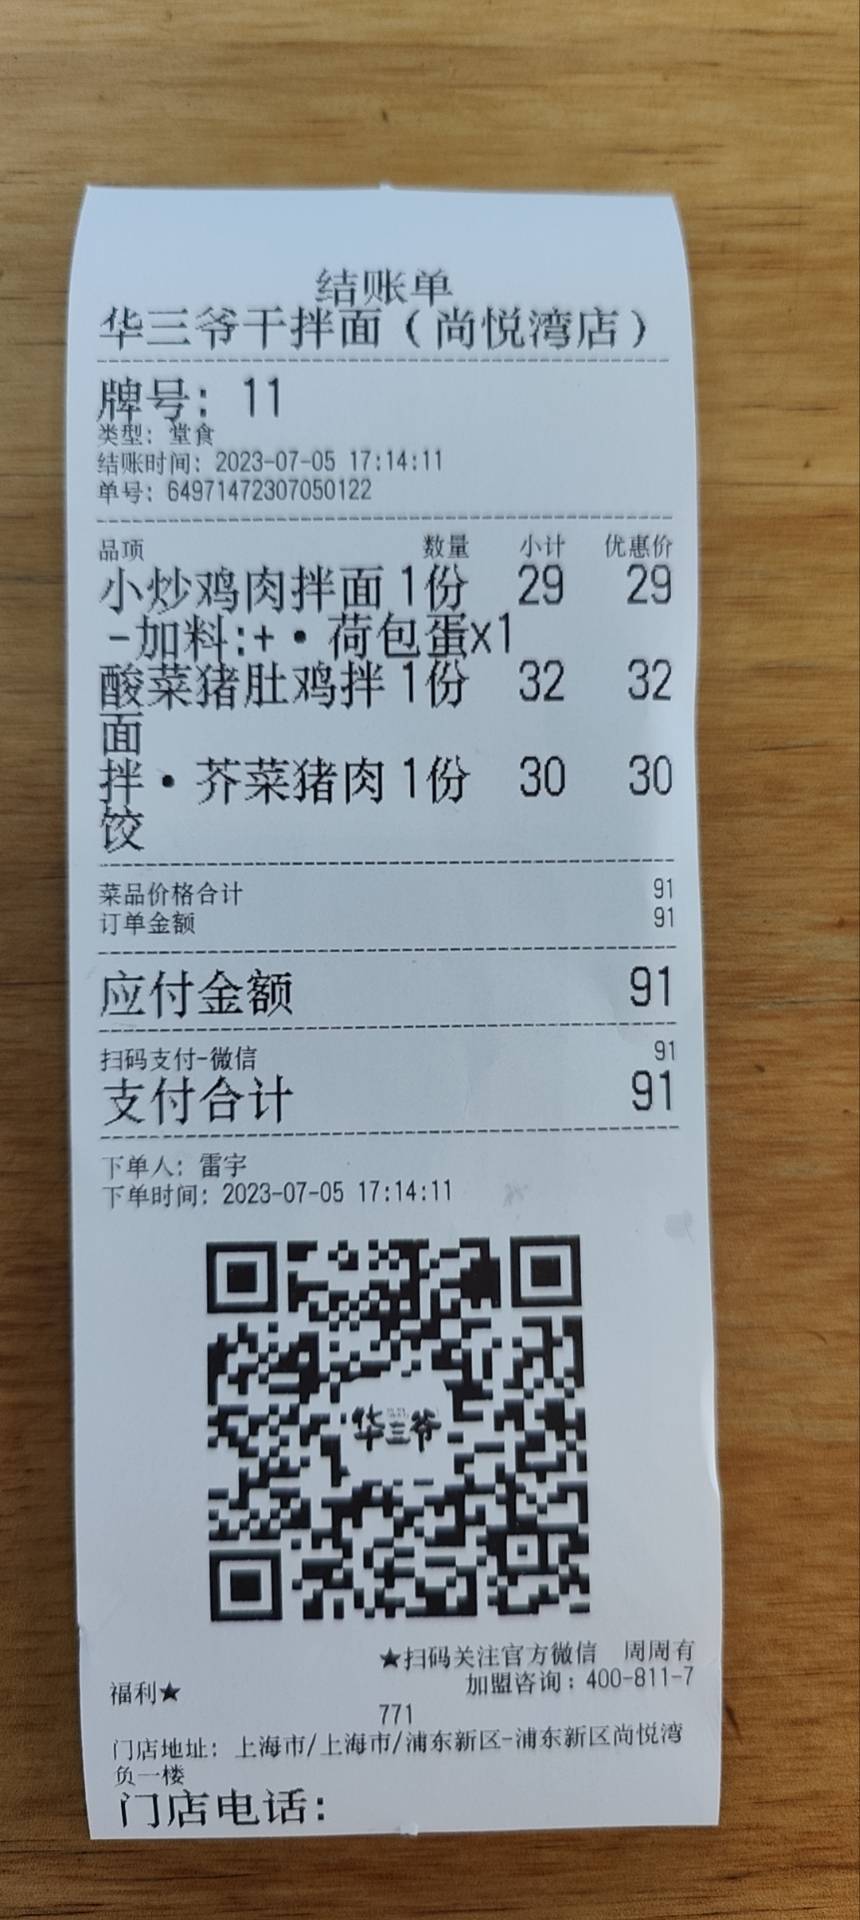 结账单
华三爷干拌面（尚悦湾店）
牌号：11
类型：堂食
结账时间：2023-07-05 17:14:11
单号：64971472307050122
品项 数量 小计 优惠价
小炒鸡肉拌面 1份 29 29
-加料:+·荷包蛋x1
酸菜猪肚鸡拌 1份 32 32
面
拌·芥菜猪肉 1份 30 30
饺
菜品价格合计 91
订单金额 91
应付金额 91
扫码支付-微信 91
支付合计 91
下单人：雷宇
下单时间：2023-07-05 17:14:11
华三爷
★扫码关注官方微信 周周有
福利★ 加盟咨询：400-811-7
771
门店地址：上海市/上海市/浦东新区-浦东新区尚悦湾
负一楼
门店电话：